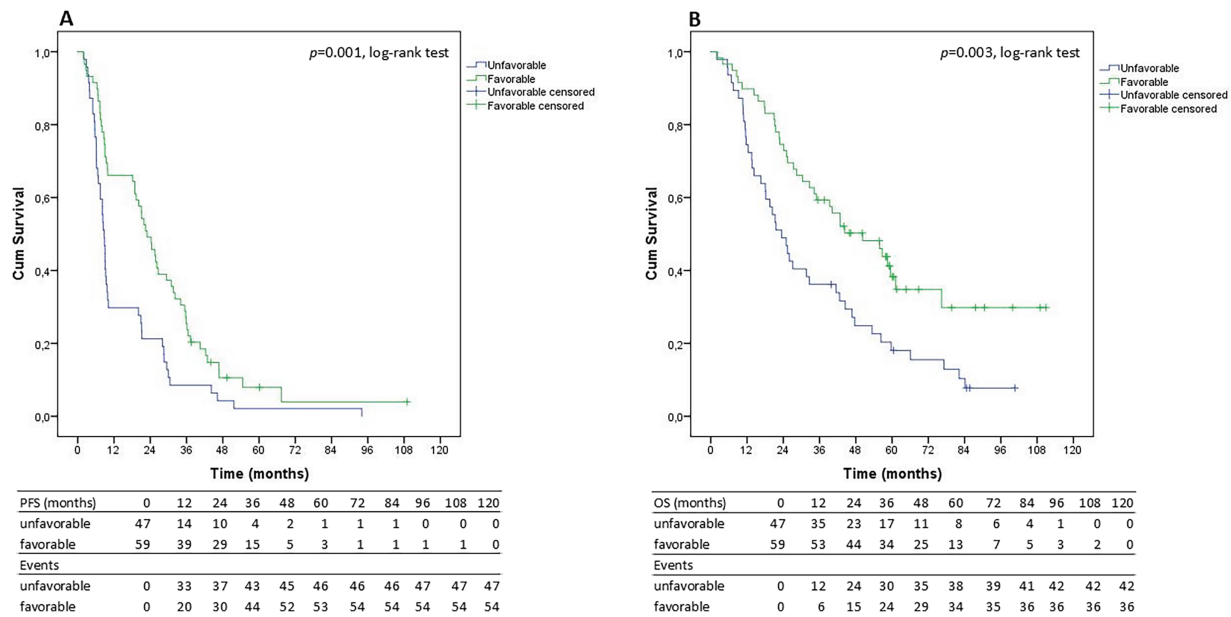 A
p=0.001, log-rank test
Unfavorable
Favorable
Unfavorable censored
Favorable censored
1,0
0,8
0,6
0,4
0,2
0,0
Cum Survival
0 12 24 36 48 60 72 84 96 108 120
Time (months)
PFS (months) 0 12 24 36 48 60 72 84 96 108 120
unfavorable 47 14 10 4 2 1 1 1 0 0 0
favorable 59 39 29 15 5 3 1 1 1 1 0
Events
unfavorable 0 33 37 43 45 46 46 46 47 47 47
favorable 0 20 30 44 52 53 54 54 54 54 54
B
p=0.003, log-rank test
Unfavorable
Favorable
Unfavorable censored
Favorable censored
1,0
0,8
0,6
0,4
0,2
0,0
Cum Survival
0 12 24 36 48 60 72 84 96 108 120
Time (months)
OS (months) 0 12 24 36 48 60 72 84 96 108 120
unfavorable 47 35 23 17 11 8 6 4 1 0 0
favorable 59 53 44 34 25 13 7 5 3 2 0
Events
unfavorable 0 12 24 30 35 38 39 41 42 42 42
favorable 0 6 15 24 29 34 35 36 36 36 36